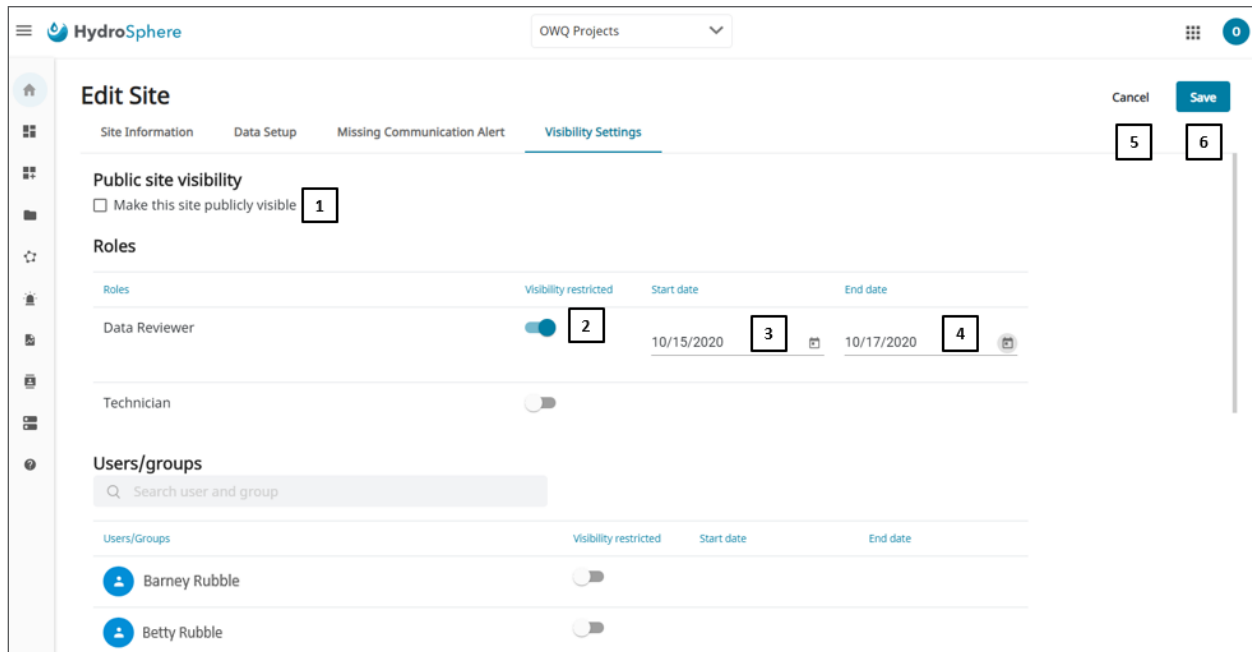 HydroSphere
OWQ Projects
O
Edit Site
Cancel
Save
Site Information Data Setup Missing Communication Alert Visibility Settings
5 6
Public site visibility
Make this site publicly visible 1
Roles
Roles Visibility restricted Start date End date
Data Reviewer 2 10/15/2020 3 10/17/2020 4
Technician
Users/groups
Search user and group
Users/Groups Visibility restricted Start date End date
Barney Rubble
Betty Rubble